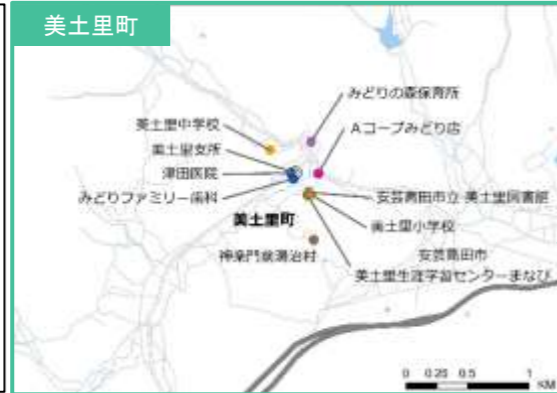 美土里町
みどりの森保育所
美土里中学校
Aコープみどり店
美土里支所
津田医院
みどりファミリー歯科
安芸高田市立 美土里図書館
美土里町
美土里小学校
神楽門前湯治村
安芸高田市
美土里生涯学習センターまなび
0 0.25 0.5 1
KM